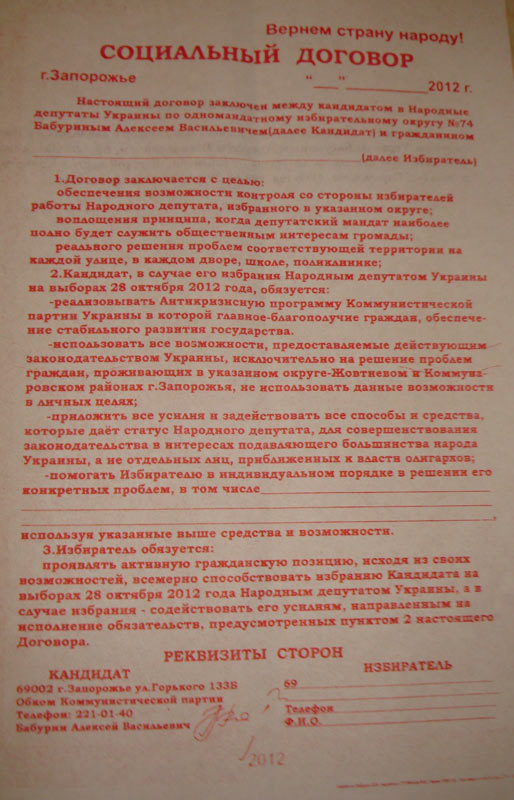 Вернем страну народу!
СОЦИАЛЬНЫЙ ДОГОВОР
г.Запорожье "__"__________2012 г.
Настоящий договор заключен между кандидатом в Народные
депутаты Украины по одномандатному избирательному округу №74
Бабуриным Алексеем Васильевичем(далее Кандидат) и гражданином
(далее Избиратель)
1.Договор заключается с целью:
обеспечения возможности контроля со стороны избирателей
работы Народного депутата, избранного в указанном округе;
воплощения принципа, когда депутатский мандат наиболее
полно будет служить общественным интересам громады;
реального решения проблем соответствующей территории на
каждой улице, в каждом дворе, школе, поликлинике;
2.Кандидат, в случае его избрания Народным депутатом Украины
на выборах 28 октября 2012 года, обязуется:
-реализовывать Антикризисную программу Коммунистической
партии Украины в которой главное-благополучие граждан, обеспече-
ние стабильного развития государства.
-использовать все возможности, предоставляемые действующим
законодательством Украины, исключительно на решение проблем
граждан, проживающих в указанном округе-Жовтневом и Коммуна-
ровском районах г.Запорожья, не использовать данные возможности
в личных целях;
-приложить все усилия и задействовать все способы и средства,
которые даёт статус Народного депутата, для совершенствования
законодательства в интересах подавляющего большинства народа
Украины, а не отдельных лиц, приближенных к власти олигархов;
-помогать Избирателю в индивидуальном порядке в решении его
конкретных проблем, в том числе
используя указанные выше средства и возможности.
3.Избиратель обязуется:
проявлять активную гражданскую позицию, исходя из своих
возможностей, всемерно способствовать избранию Кандидата на
выборах 28 октября 2012 года Народным депутатом Украины, а в
случае избрания - содействовать его усилиям, направленным на
исполнение обязательств, предусмотренных пунктом 2 настоящего
Договора.
РЕКВИЗИТЫ СТОРОН
КАНДИДАТ
69002 г.Запорожье ул.Горького 133Б
Обком Коммунистической партии
Телефон: 221-01-40
Бабурин Алексей Васильевич
ИЗБИРАТЕЛЬ
69
Телефон
Ф.И.О.
2012